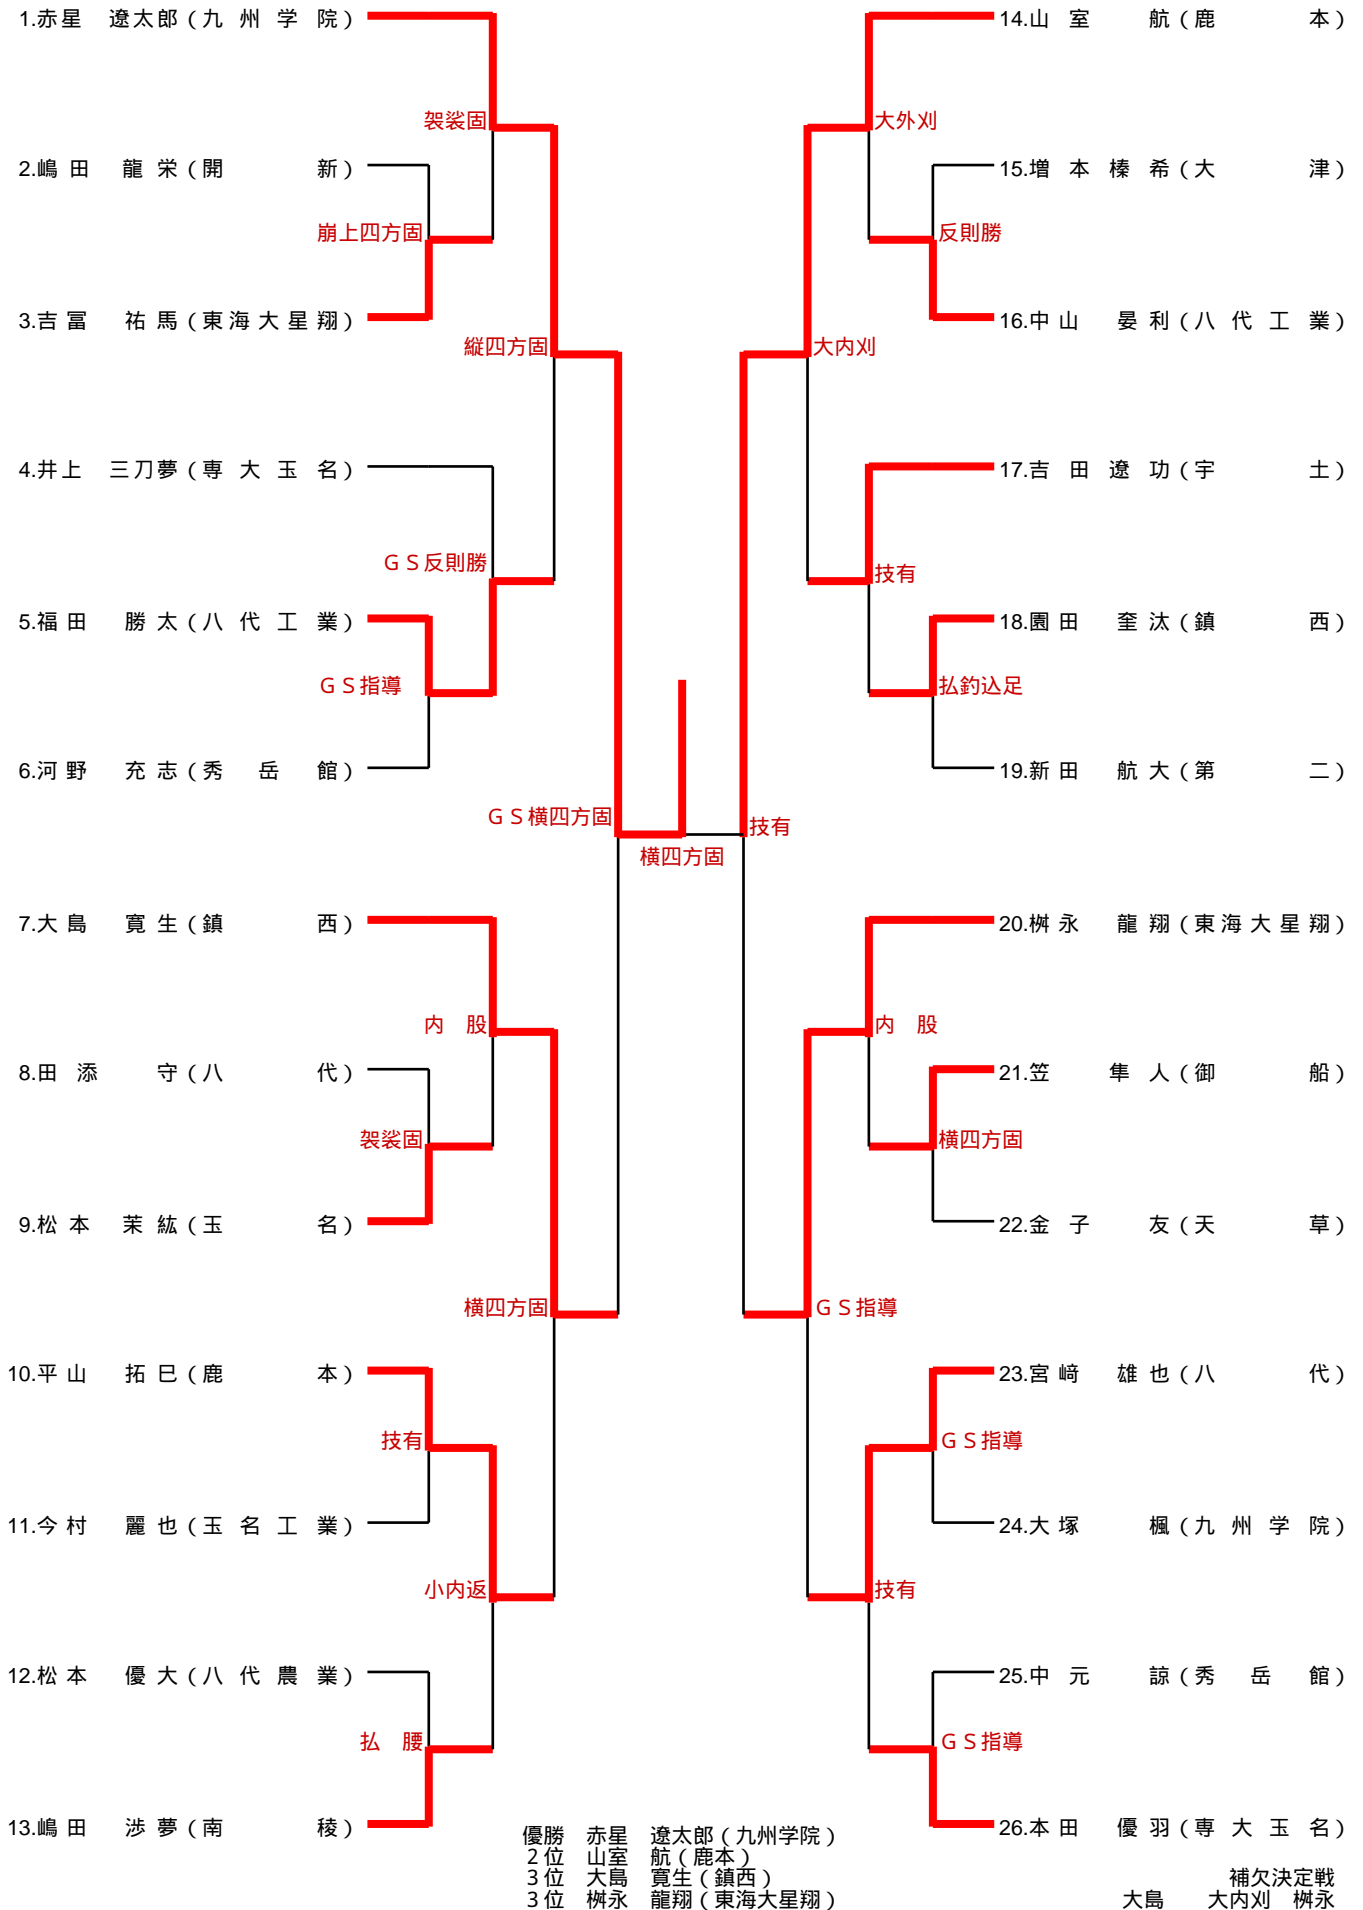 1.赤星 遼太郎(九州学院)
袈裟固
2.嶋田 龍栄(開新)
崩上四方固
3.吉冨 祐馬(東海大星翔)
縦四方固
4.井上 三刀夢(専大玉名)
GS反則勝
5.福田 勝太(八代工業)
GS指導
6.河野 充志(秀岳館)
GS横四方固
7.大島 寛生(鎮西)
内 股
8.田添 守(八代)
袈裟固
9.松本 茉紘(玉名)
横四方固
10.平山 拓巳(鹿本)
技有
11.今村 麗也(玉名工業)
小内返
12.松本 優大(八代農業)
払 腰
13.嶋田 渉夢(南稜)
横四方固
14.山室 航(鹿本)
大外刈
15.増本榛希(大津)
反則勝
16.中山 晏利(八代工業)
大内刈
17.吉田遼功(宇土)
技有
18.園田 奎汰(鎮西)
払釣込足
19.新田 航大(第二)
技有
20.桝永 龍翔(東海大星翔)
内 股
21.笠 隼人(御船)
横四方固
22.金子 友(天草)
GS指導
23.宮﨑 雄也(八代)
GS指導
24.大塚 楓(九州学院)
技有
25.中元 諒(秀岳館)
GS指導
26.本田 優羽(専大玉名)
優勝 赤星 遼太郎(九州学院)
2位 山室 航(鹿本)
3位 大島 寛生(鎮西)
3位 桝永 龍翔(東海大星翔)
補欠決定戦
大島 大内刈 桝永